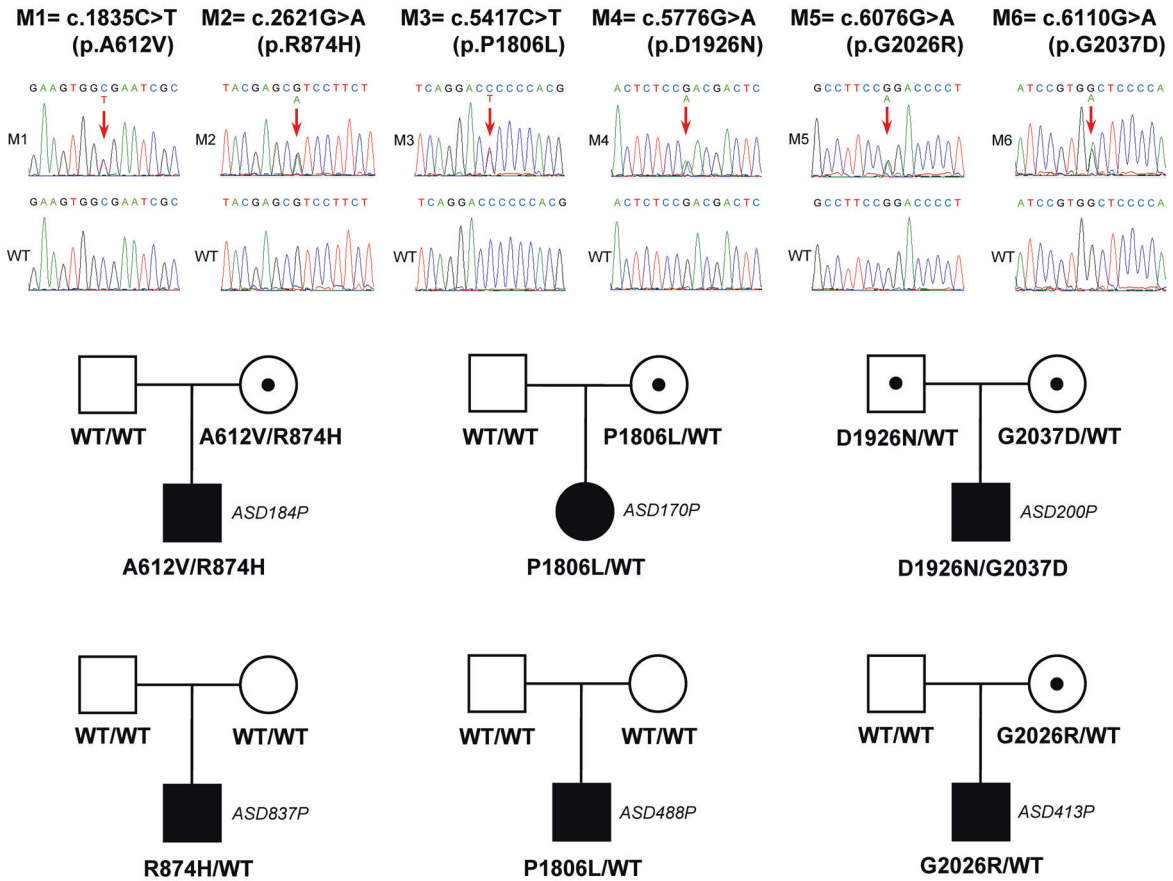 M1= c.1835C>T M2= c.2621G>A M3= c.5417C>T M4= c.5776G>A M5= c.6076G>A M6= c.6110G>A
(p.A612V) (p.R874H) (p.P1806L) (p.D1926N) (p.G2026R) (p.G2037D)
GAAGTGGCGAATCGC TACGAGCGTCCTTCT TCAGGACCCCCCACG ACTCTCCGACGACTC GCCTTCCGGACCCCT ATCCGTGGCTCCCCA
T A T A A A
M1 M2 M3 M4 M5 M6
GAAGTGGCGAATCGC TACGAGCGTCCTTCT TCAGGACCCCCCACG ACTCTCCGACGACTC GCCTTCCGGACCCCT ATCCGTGGCTCCCCA
WT WT WT WT WT WT
WT/WT A612V/R874H WT/WT P1806L/WT D1926N/WT G2037D/WT
ASD184P ASD170P ASD200P
A612V/R874H P1806L/WT D1926N/G2037D
WT/WT WT/WT WT/WT WT/WT WT/WT G2026R/WT
ASD837P ASD488P ASD413P
R874H/WT P1806L/WT G2026R/WT